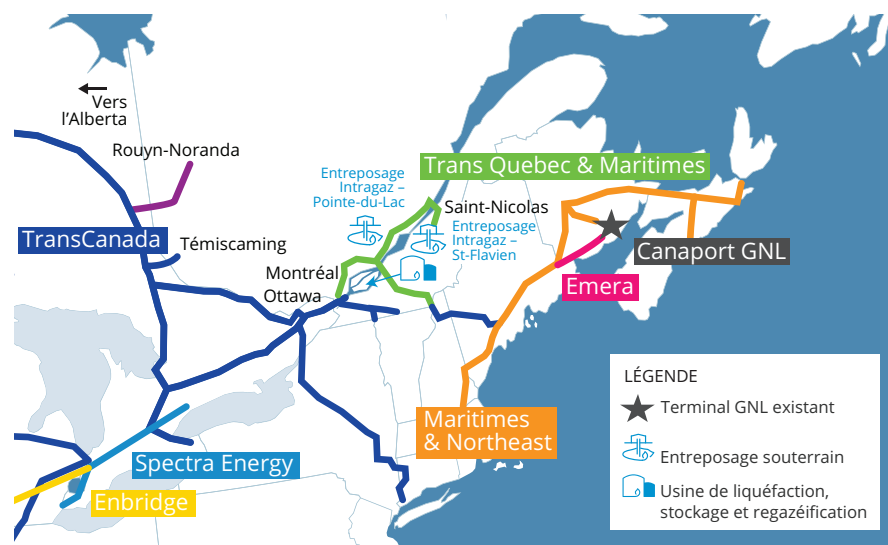 Vers
l'Alberta
Rouyn-Noranda
Entreposage
Intragaz –
Pointe-du-Lac
Trans Quebec & Maritimes
Saint-Nicolas
TransCanada
Témiscaming
Entreposage
Intragaz –
St-Flavien
Canaport GNL
Montréal
Ottawa
Emera
Maritimes
& Northeast
Spectra Energy
Enbridge
LÉGENDE
Terminal GNL existant
Entreposage souterrain
Usine de liquéfaction,
stockage et regazéification